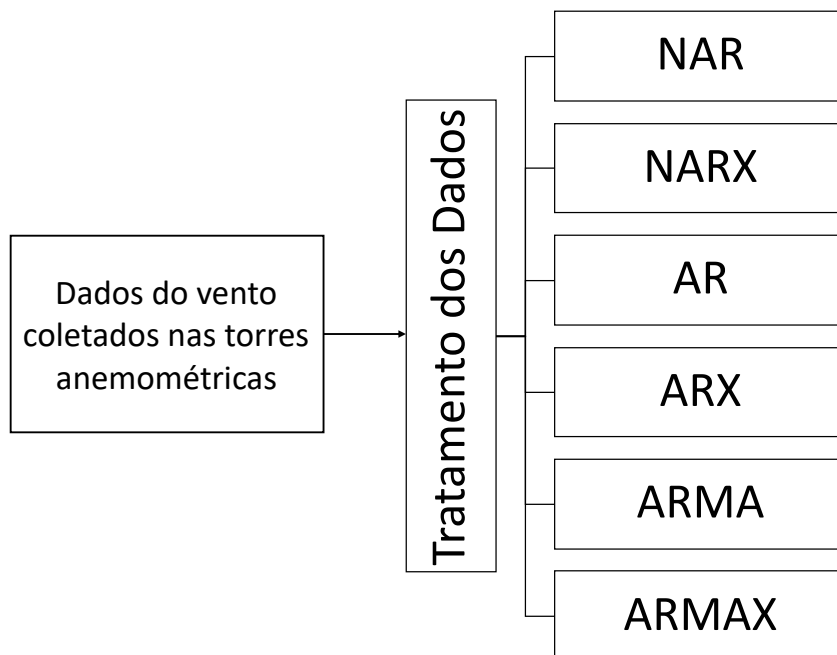 Dados do vento
coletados nas torres
anemométricas
Tratamento dos Dados
NAR
NARX
AR
ARX
ARMA
ARMAX